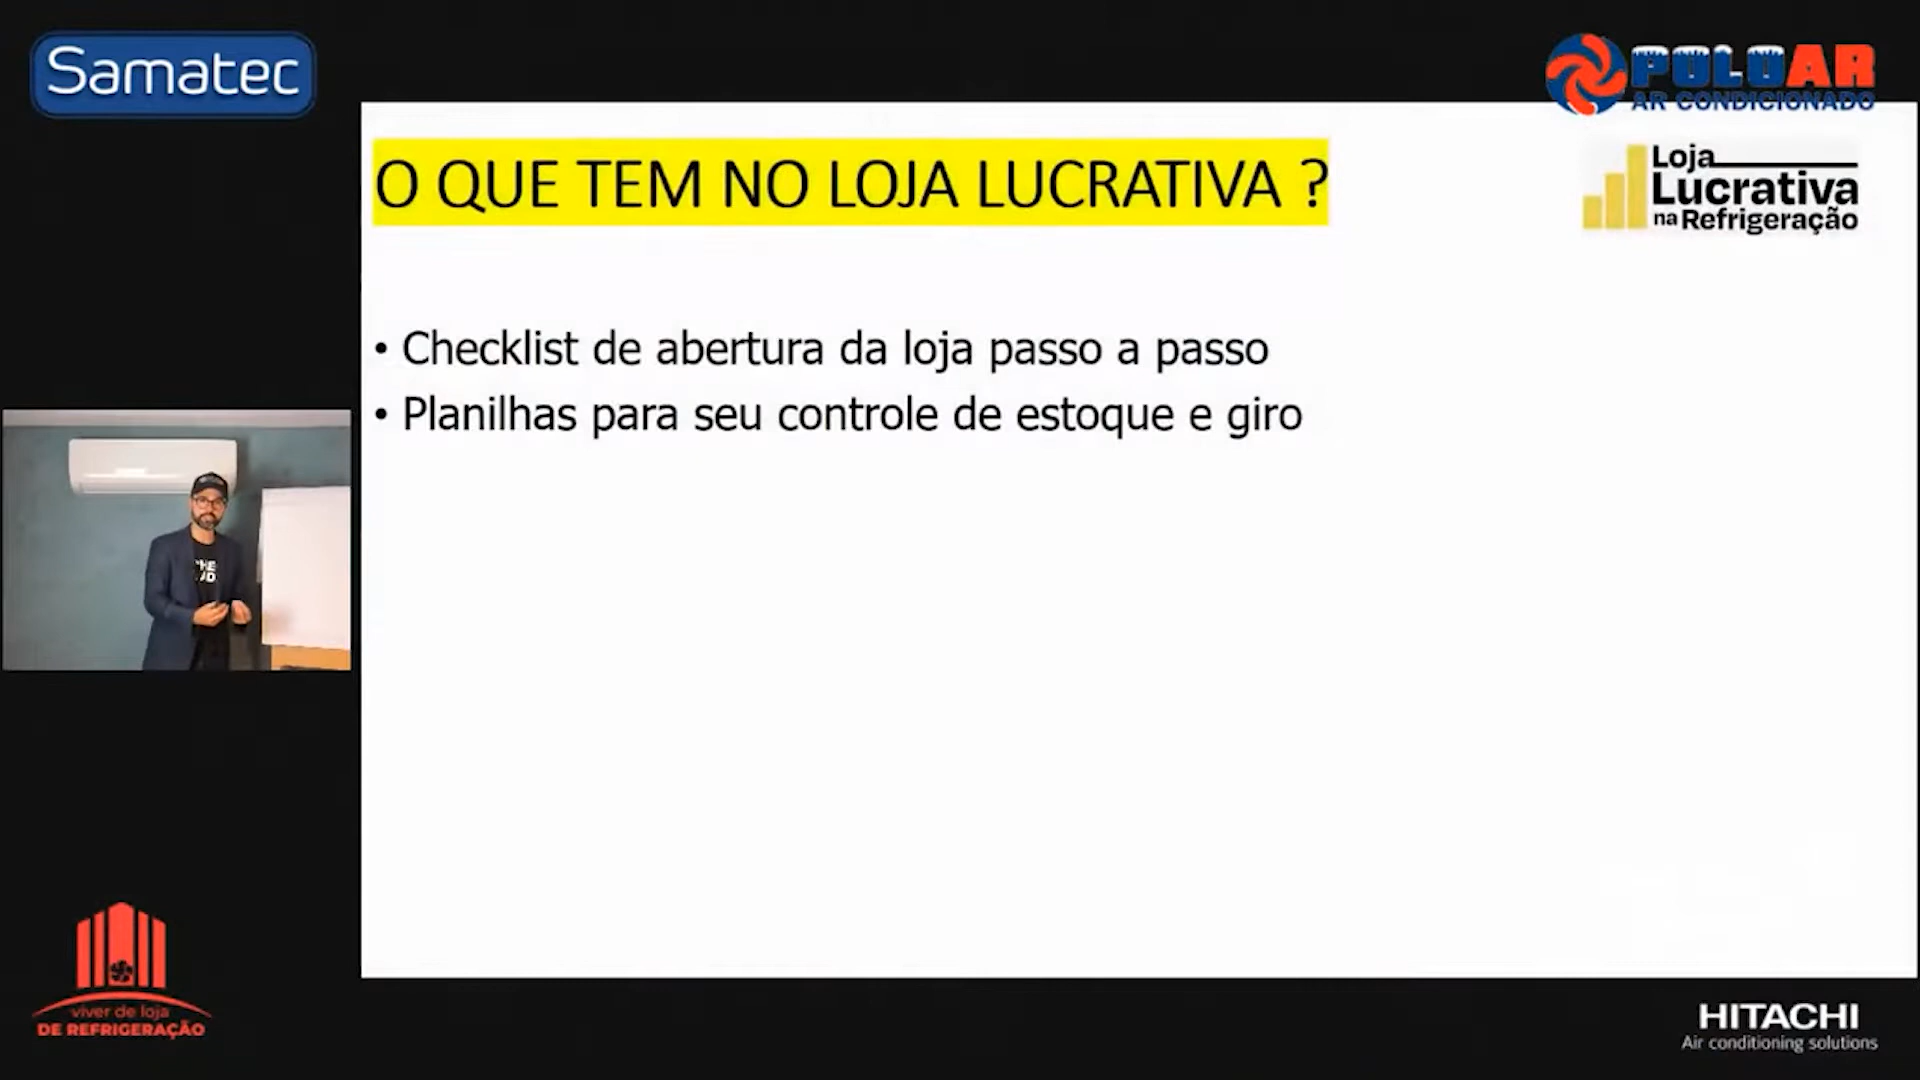 Samatec
POLOAR
AR CONDICIONADO
O QUE TEM NO LOJA LUCRATIVA ?
Loja
Lucrativa
na Refrigeração
• Checklist de abertura da loja passo a passo
• Planilhas para seu controle de estoque e giro
viver de loja
DE REFRIGERAÇÃO
HITACHI
Air conditioning solutions